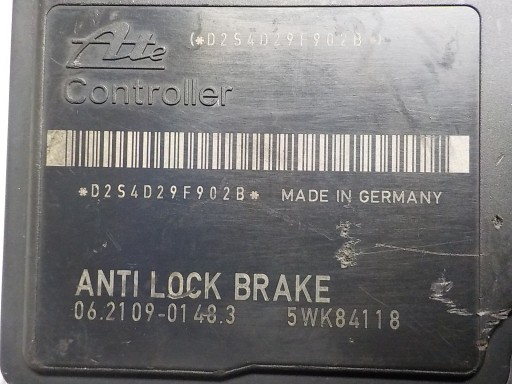 Ate (*D2S4D29F902B*)
Controller
*D2S4D29F902B* MADE IN GERMANY
ANTI LOCK BRAKE
06.2109-0148.3 5WK84118